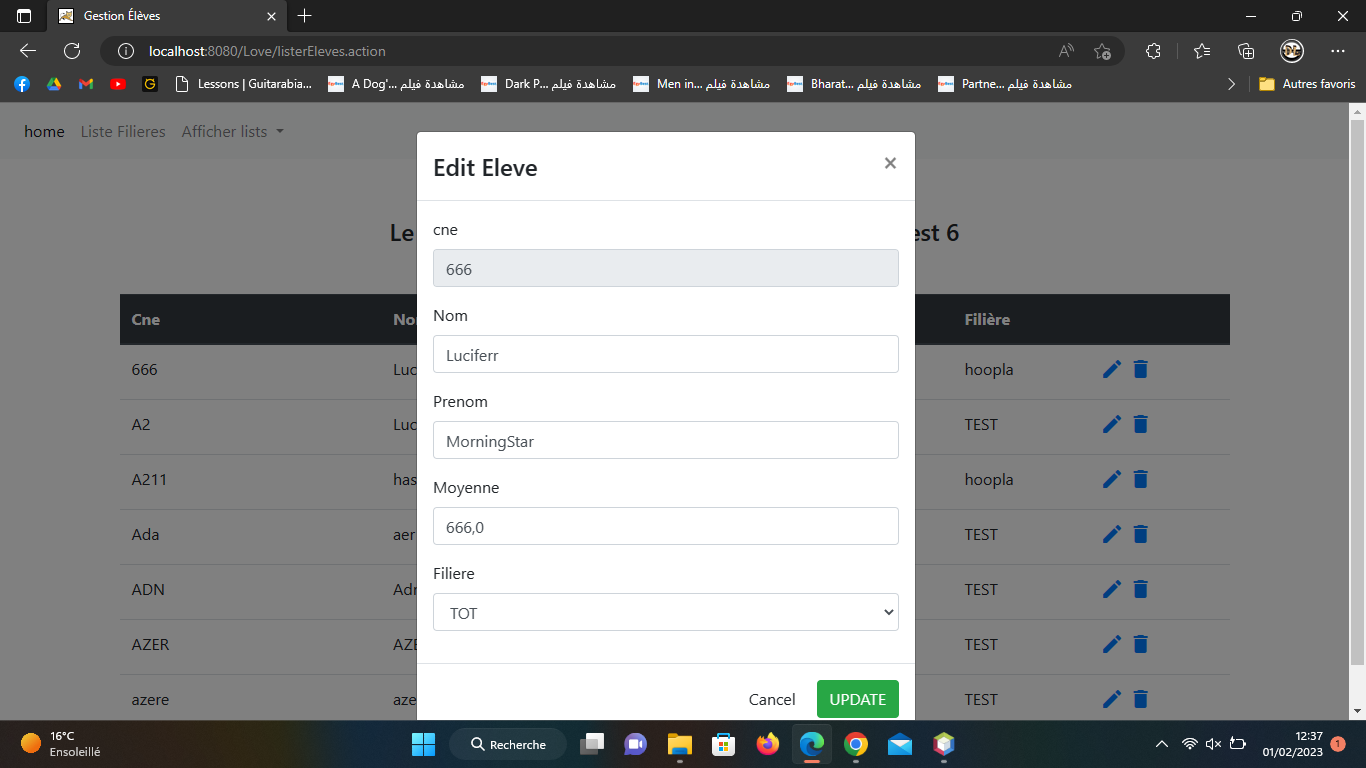 Gestion Élèves
localhost:8080/Love/listerEleves.action
Lessons | Guitarabia...
A Dog'... مشاهدة فيلم
Dark P... مشاهدة فيلم
Men in... مشاهدة فيلم
Bharat... مشاهدة فيلم
Partne... مشاهدة فيلم
Autres favoris
home Liste Filieres Afficher lists
Edit Eleve ×
Le est 6
cne
666
Nom
Luciferr
Prenom
MorningStar
Moyenne
666,0
Filiere
TOT
Cancel UPDATE
Cne No Filière
666 Luc hoopla
A2 Luc TEST
A211 has hoopla
Ada aer TEST
ADN Adr TEST
AZER AZE TEST
azere aze TEST
16°C
Ensoleillé
Recherche
12:37
01/02/2023
1